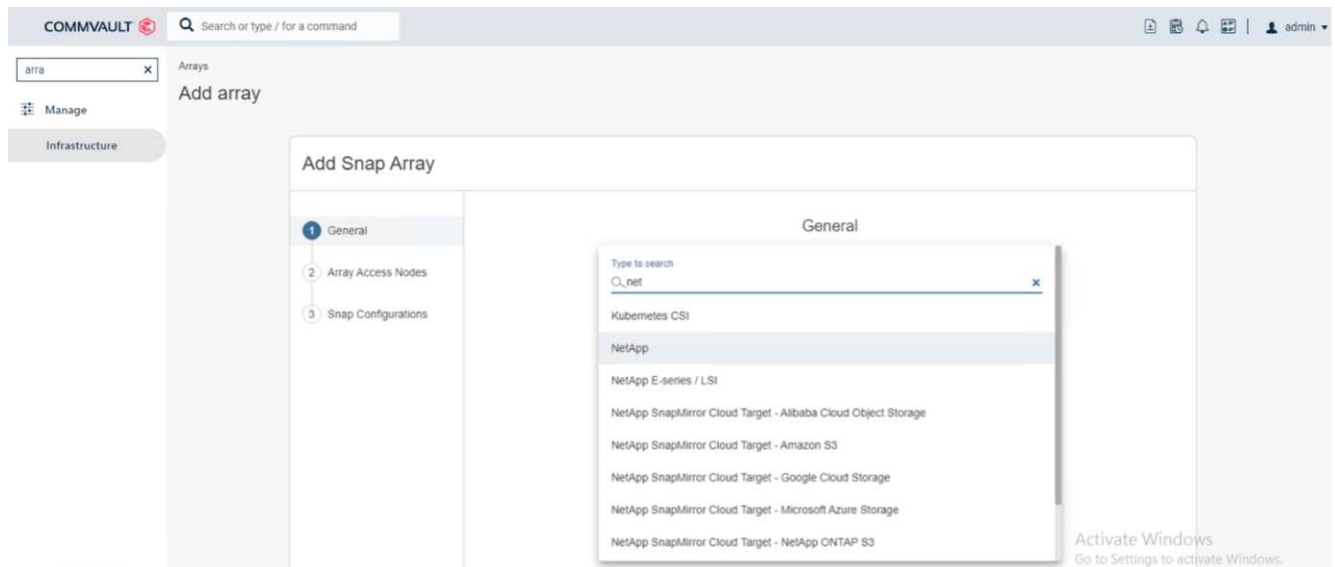 COMMVAULT
Search or type / for a command
admin
arra
Manage
Infrastructure
Arrays
Add array
Add Snap Array
1 General
2 Array Access Nodes
3 Snap Configurations
General
Type to search
net
Kubernetes CSI
NetApp
NetApp E-series / LSI
NetApp SnapMirror Cloud Target - Alibaba Cloud Object Storage
NetApp SnapMirror Cloud Target - Amazon S3
NetApp SnapMirror Cloud Target - Google Cloud Storage
NetApp SnapMirror Cloud Target - Microsoft Azure Storage
NetApp SnapMirror Cloud Target - NetApp ONTAP S3
Activate Windows
Go to Settings to activate Windows.